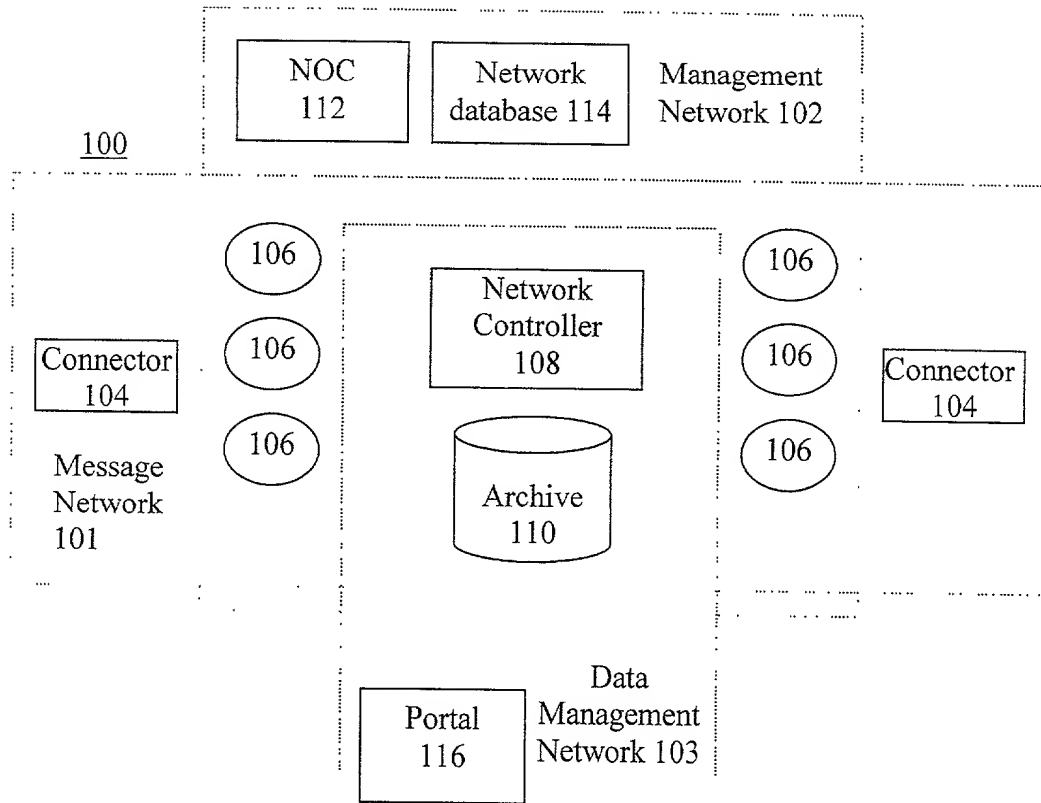 NOC
112
Network
database 114
Management
Network 102
100
106
106
106
Connector
104
Message
Network
101
Network
Controller
108
Archive
110
106
106
106
Connector
104
Portal
116
Data
Management
Network 103